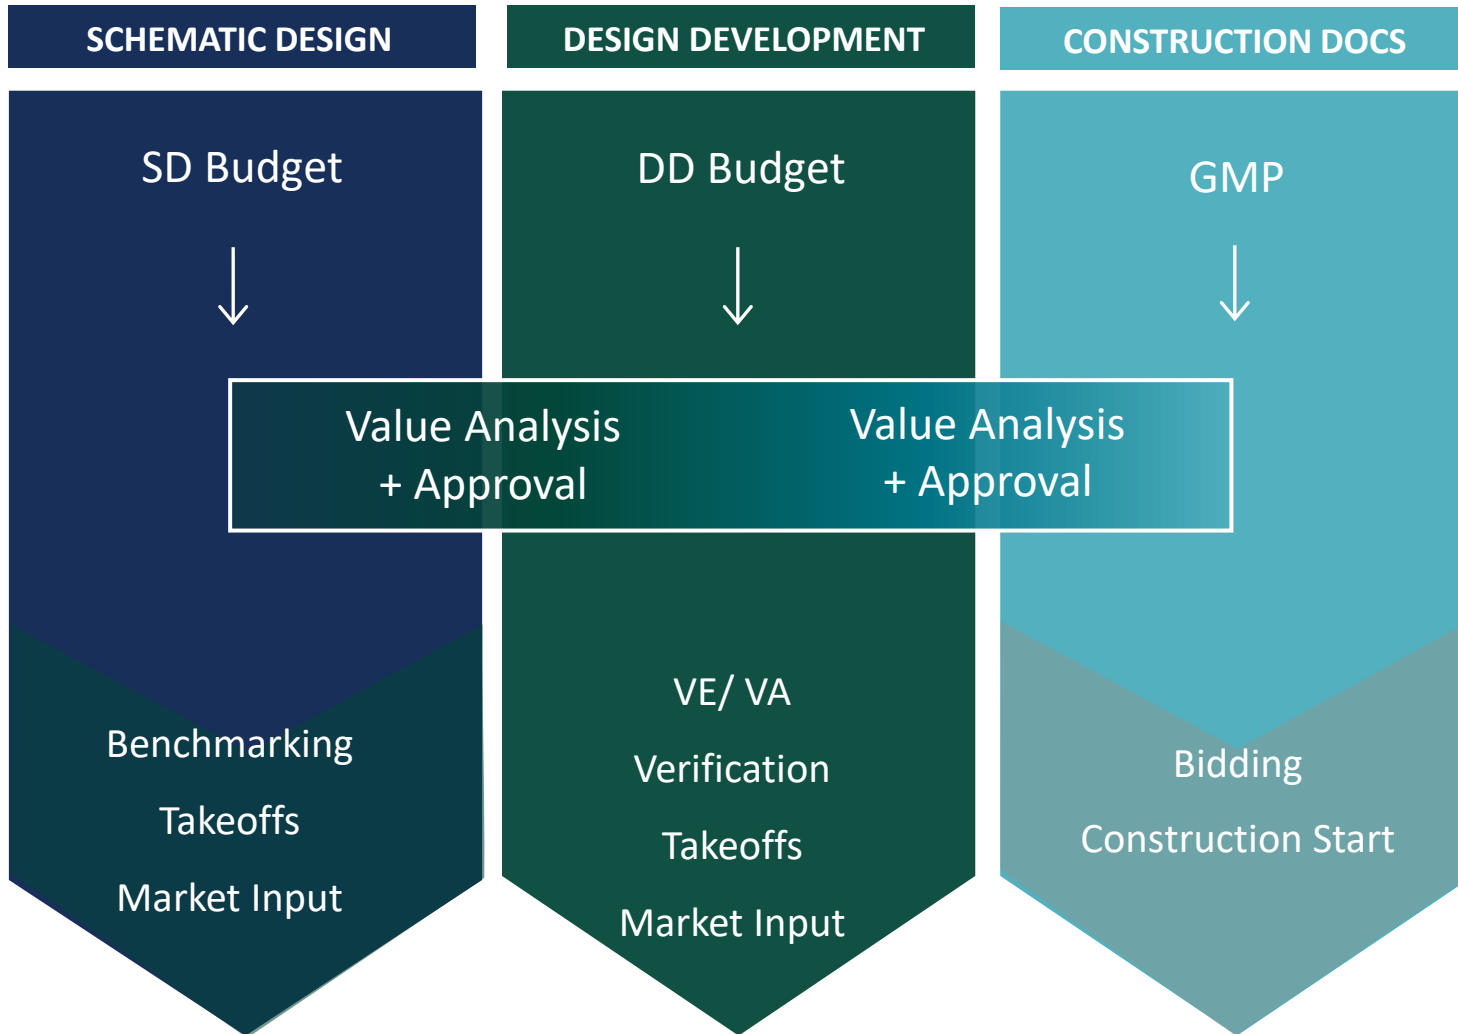 SCHEMATIC DESIGN
DESIGN DEVELOPMENT
CONSTRUCTION DOCS
SD Budget
DD Budget
GMP
Value Analysis
+ Approval
Value Analysis
+ Approval
Benchmarking
Takeoffs
Market Input
VE/ VA
Verification
Takeoffs
Market Input
Bidding
Construction Start